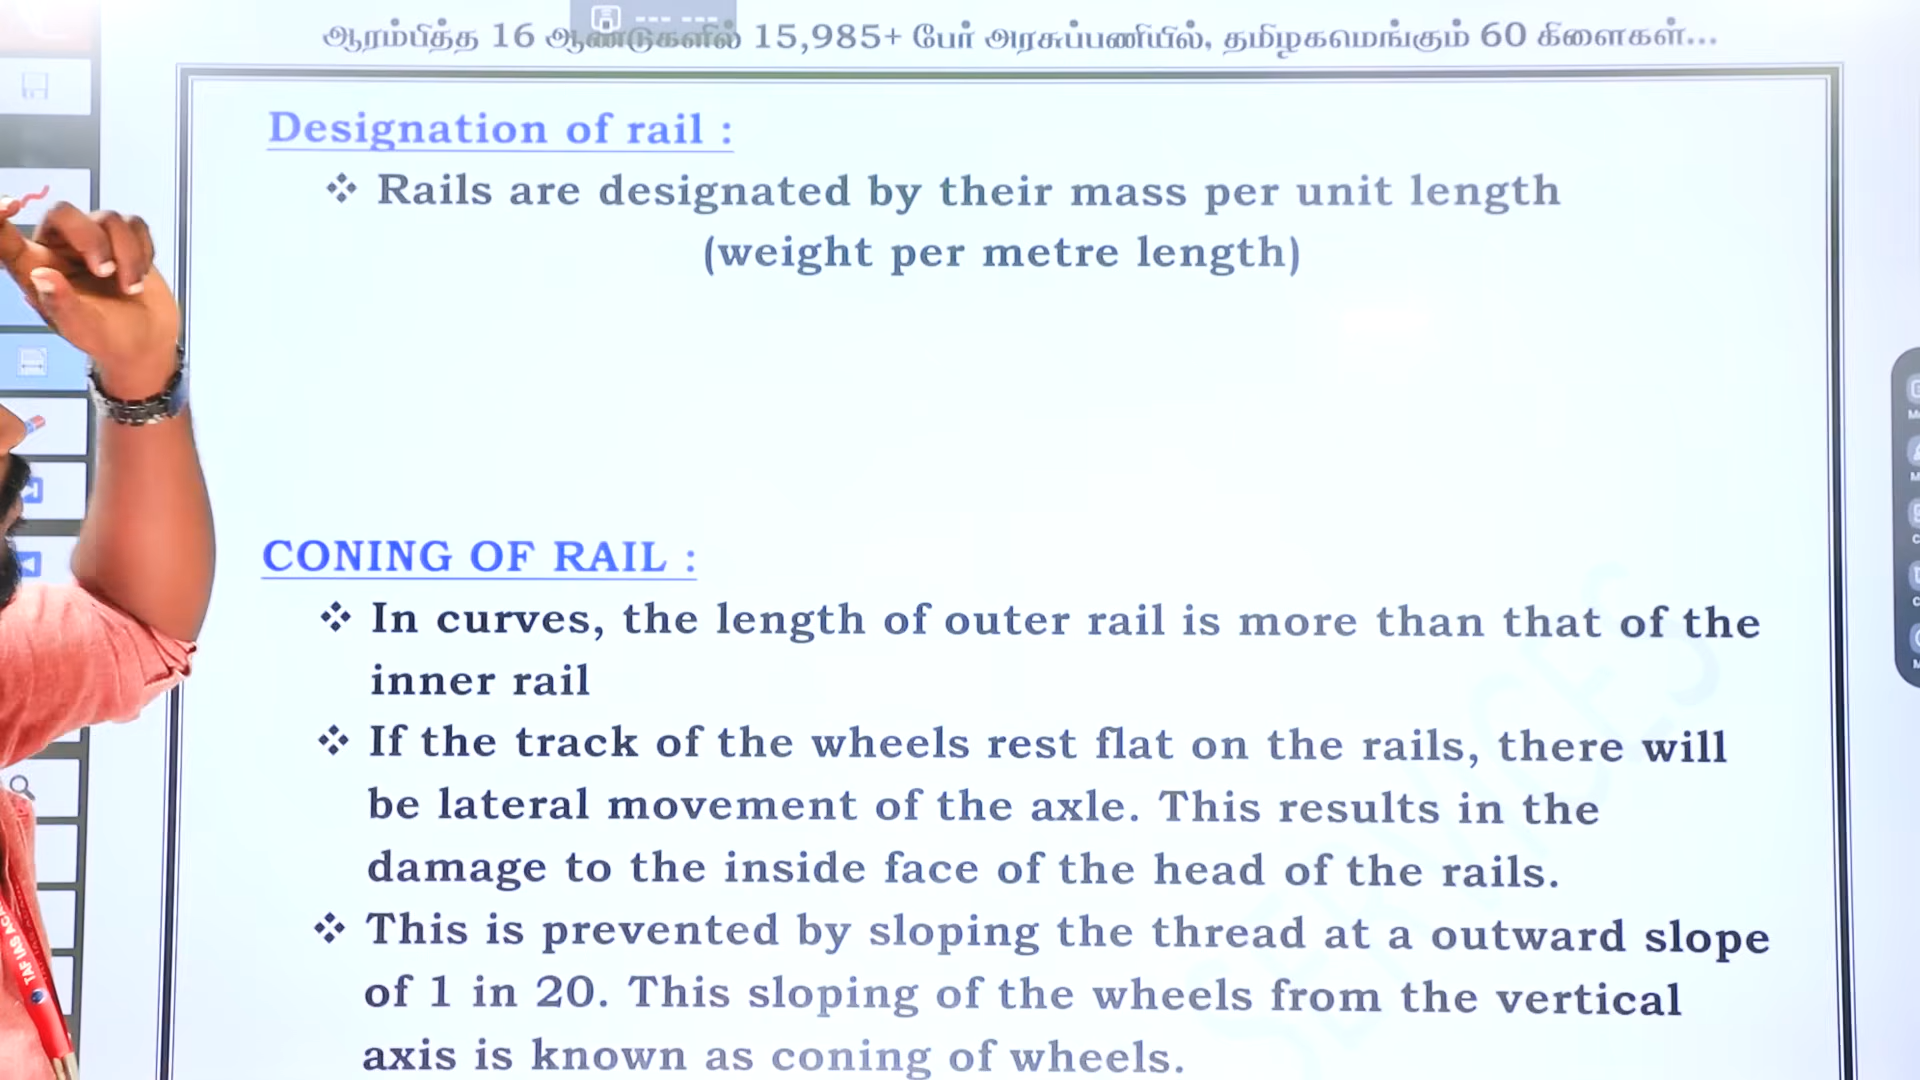 ஆரம்பித்த 16 ஆண்டுகளில் 15,985+ பேர் அரசுப்பணியில், தமிழகமெங்கும் 60 கிளைகள்...
Designation of rail :
❖ Rails are designated by their mass per unit length
(weight per metre length)
CONING OF RAIL :
❖ In curves, the length of outer rail is more than that of the
inner rail
❖ If the track of the wheels rest flat on the rails, there will
be lateral movement of the axle. This results in the
damage to the inside face of the head of the rails.
❖ This is prevented by sloping the thread at a outward slope
of 1 in 20. This sloping of the wheels from the vertical
axis is known as coning of wheels.
SERVICES
TAF IAS ACA